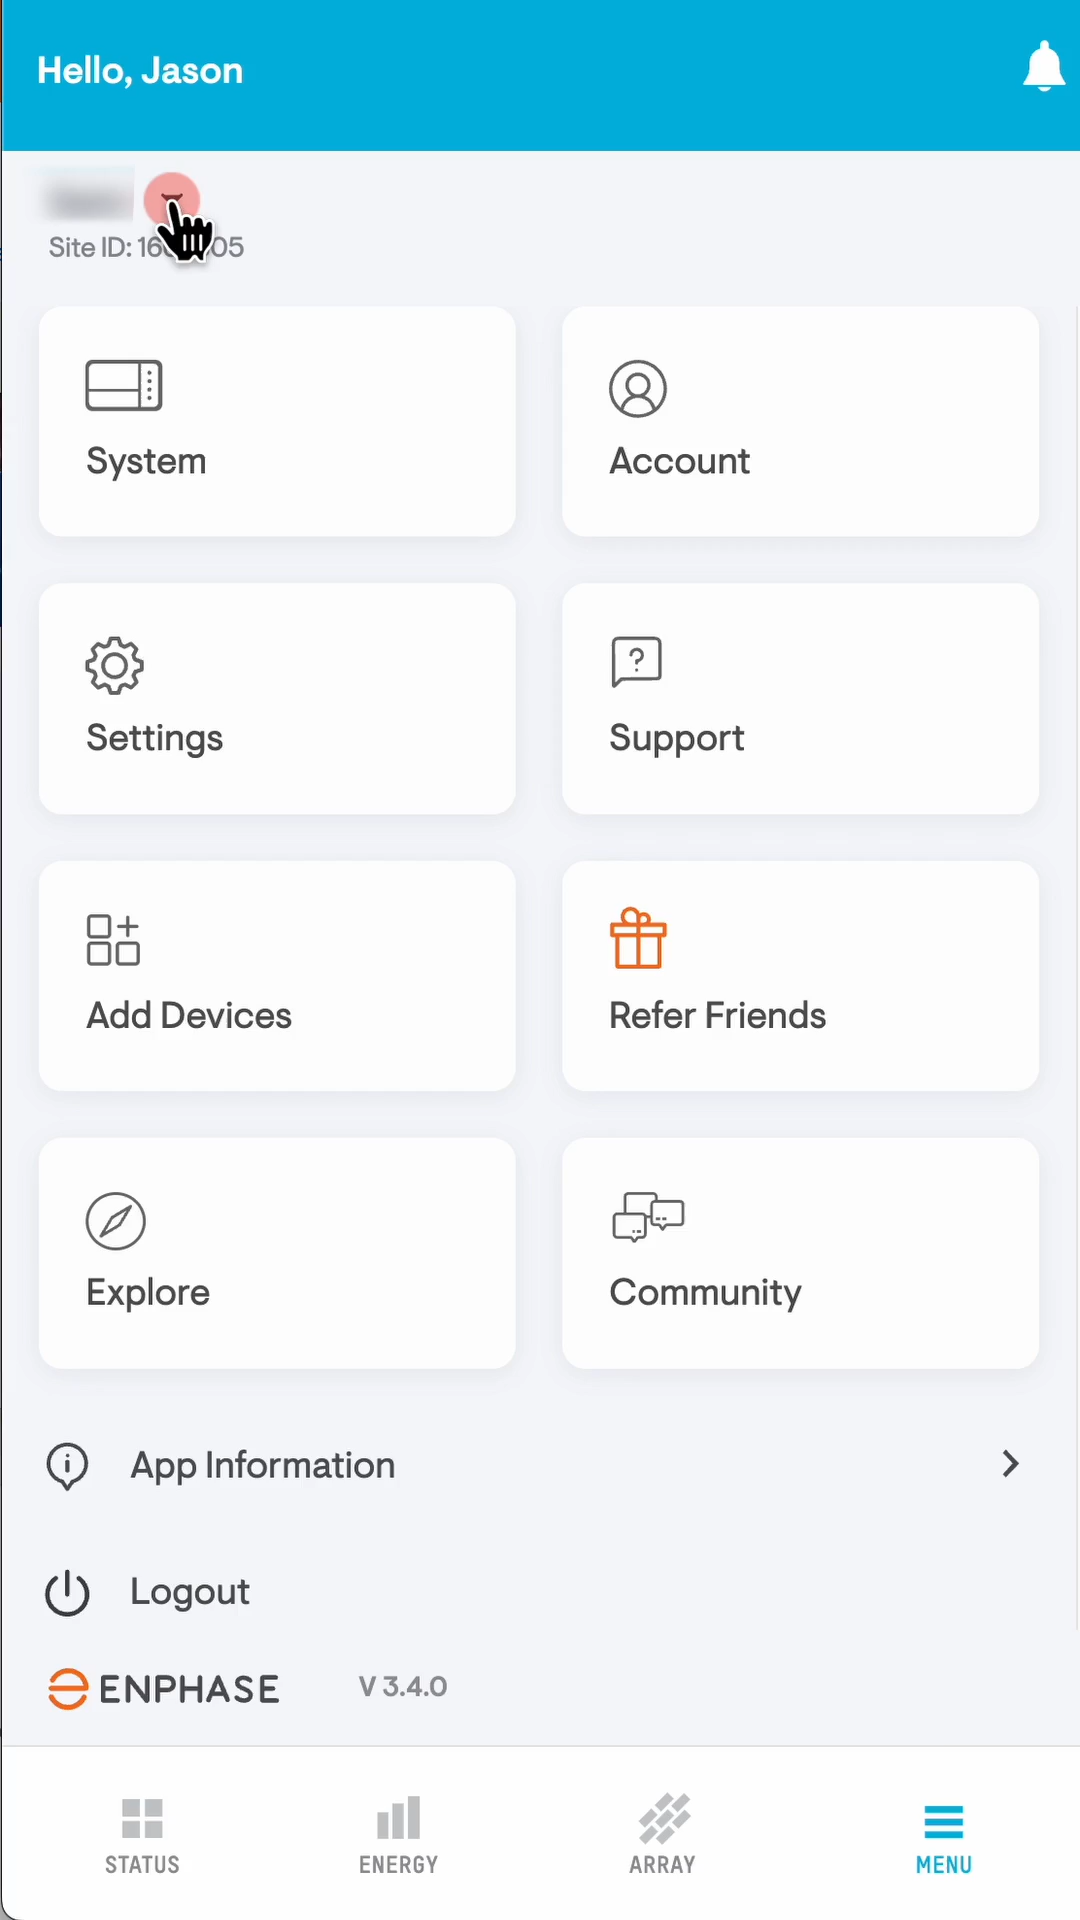 Hello, Jason
Site ID: 16 05
System
Account
Settings
Support
Add Devices
Refer Friends
Explore
Community
App Information
Logout
ENPHASE V 3.4.0
STATUS ENERGY ARRAY MENU